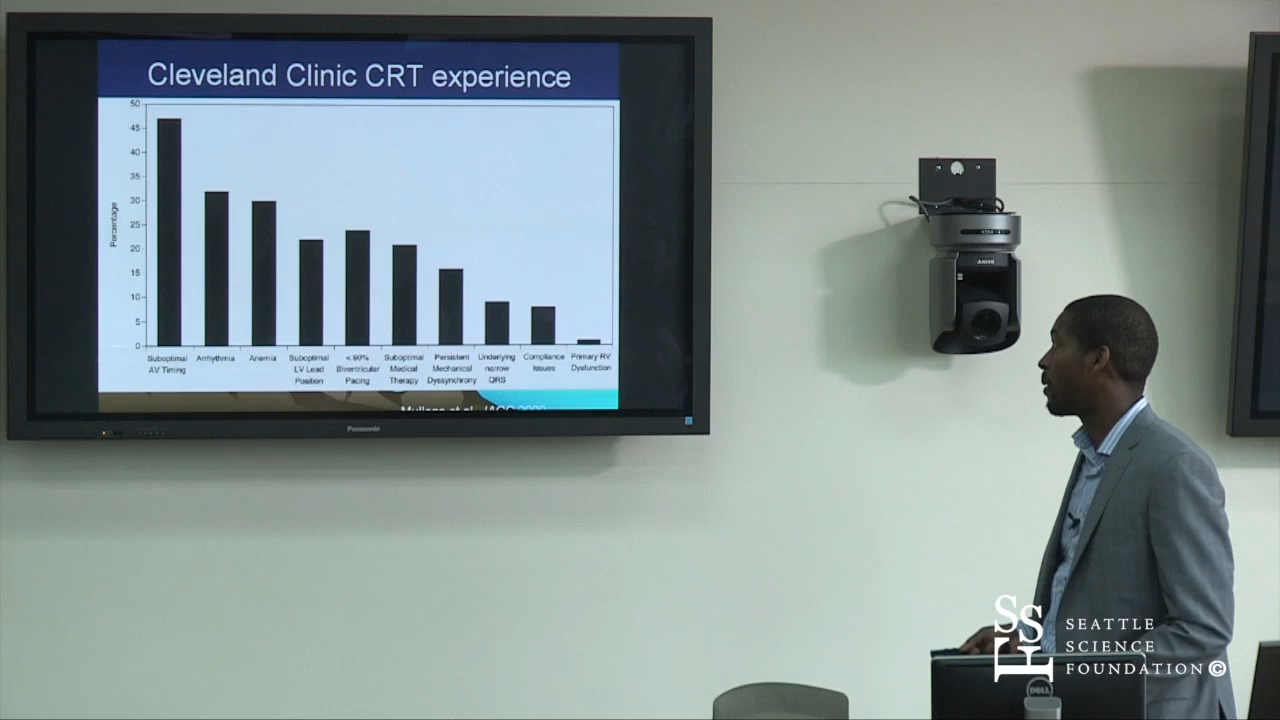 Cleveland Clinic CRT experience
Percentage
50
45
40
35
30
25
20
15
10
5
0
Suboptimal
AV Timing
Arrhythmia
Anemia
Suboptimal
LV Lead
Position
< 90%
Biventricular
Pacing
Suboptimal
Medical
Therapy
Persistent
Mechanical
Dyssynchrony
Underlying
narrow
QRS
Compliance
Issues
Primary RV
Dysfunction
Panasonic
SSF
SEATTLE
SCIENCE
FOUNDATION©
DELL